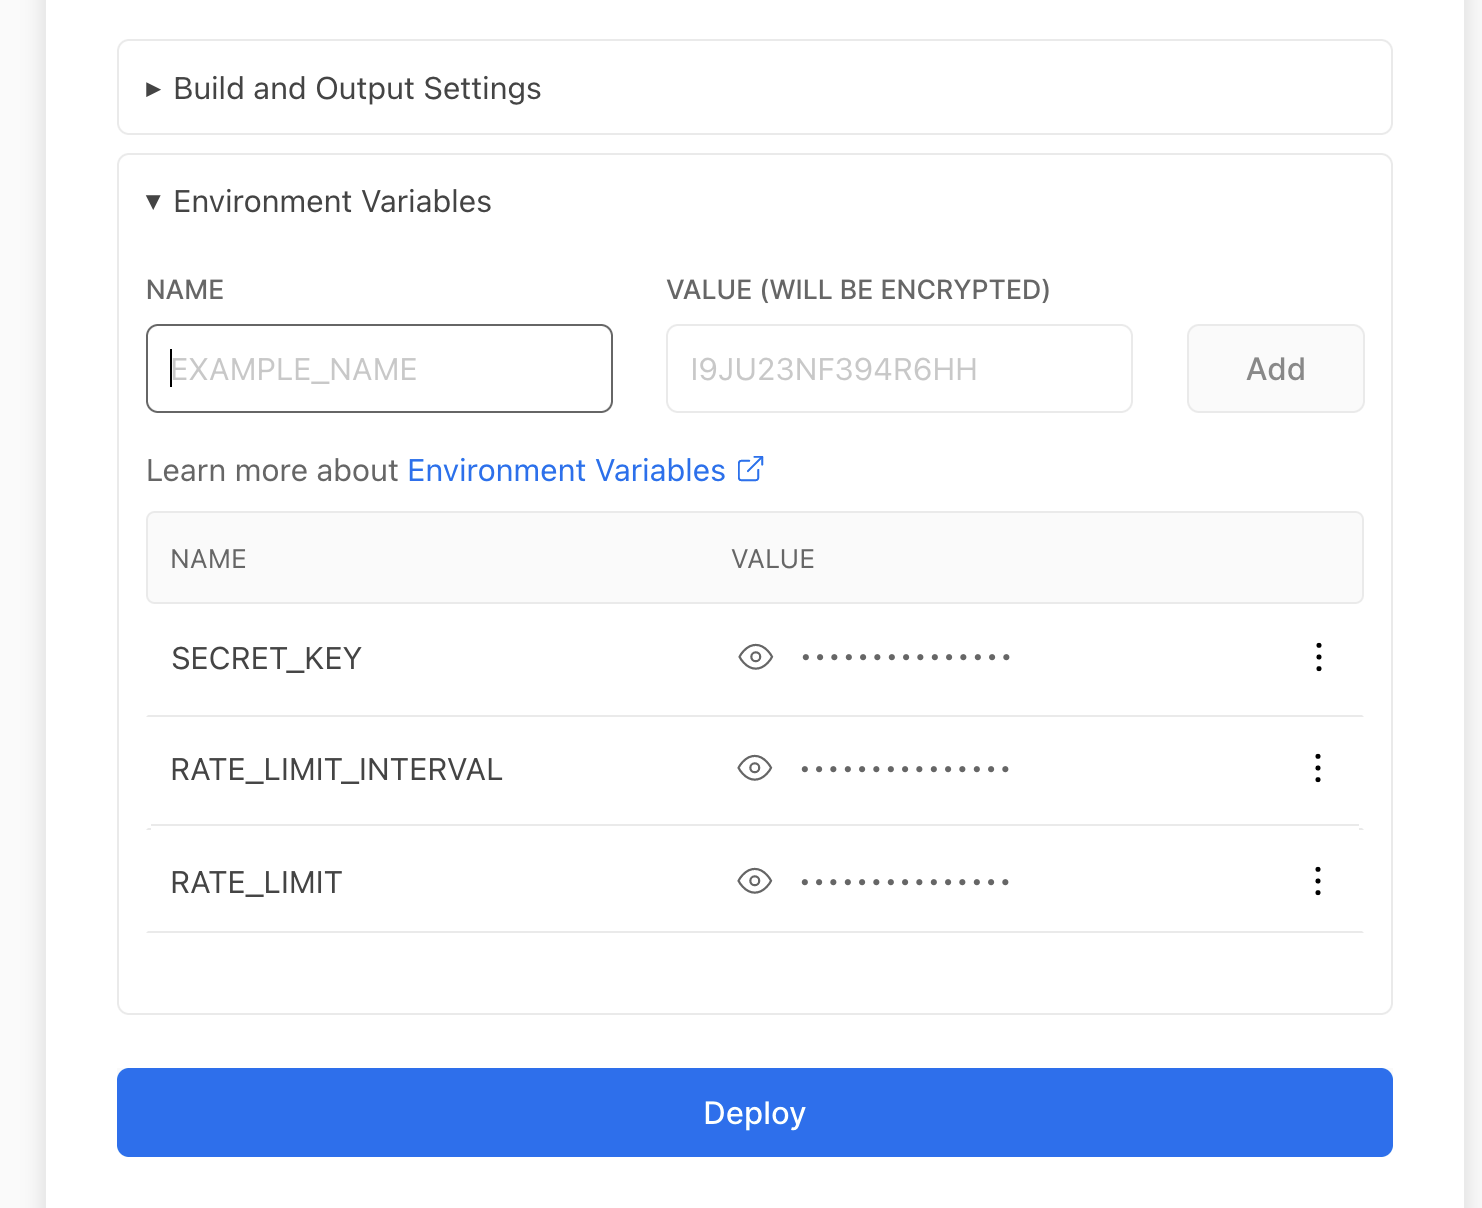 Build and Output Settings
Environment Variables
NAME
VALUE (WILL BE ENCRYPTED)
EXAMPLE_NAME
I9JU23NF394R6HH
Add
Learn more about Environment Variables
NAME
VALUE
SECRET_KEY
•••••••••••••••
RATE_LIMIT_INTERVAL
•••••••••••••••
RATE_LIMIT
•••••••••••••••
Deploy